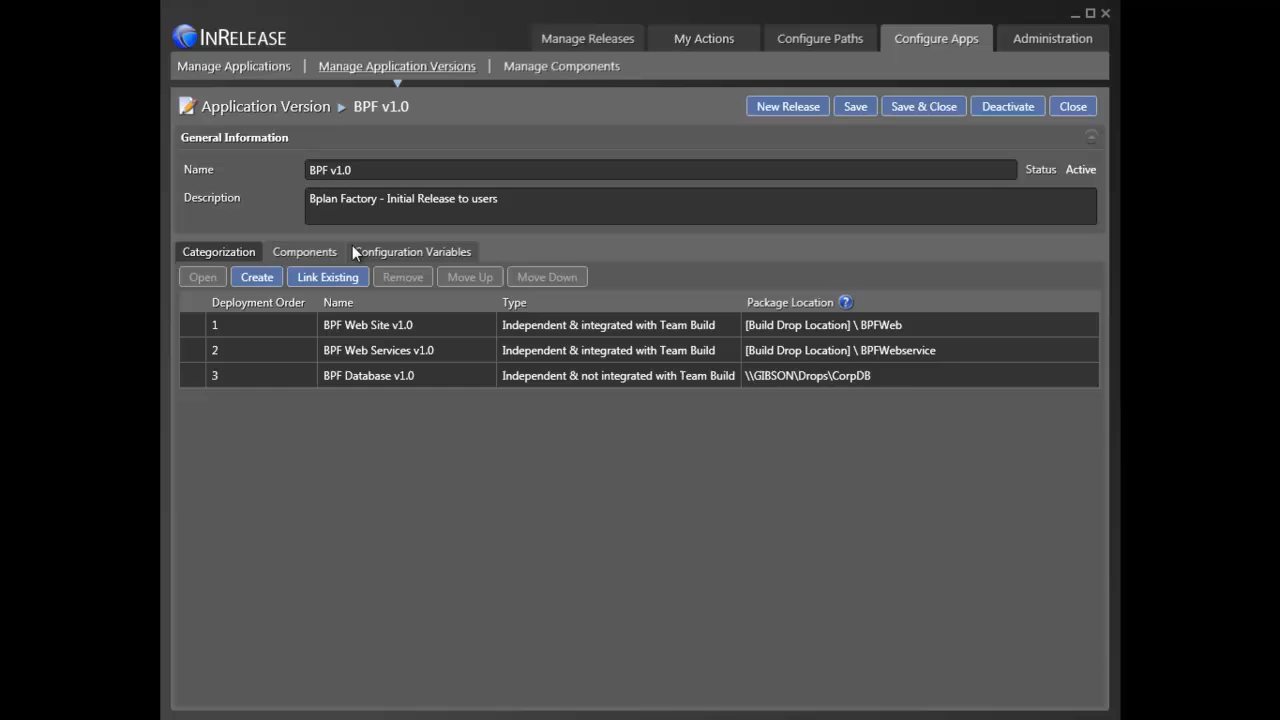 INRELEASE
Manage Releases My Actions Configure Paths Configure Apps Administration
Manage Applications | Manage Application Versions | Manage Components
Application Version BPF v1.0 New Release Save Save & Close Deactivate Close
General Information
Name BPF v1.0 Status Active
Description Bplan Factory - Initial Release to users
Categorization Components Configuration Variables
Open Create Link Existing Remove Move Up Move Down
Deployment Order Name Type Package Location ?
1 BPF Web Site v1.0 Independent & integrated with Team Build [Build Drop Location] \ BPFWeb
2 BPF Web Services v1.0 Independent & integrated with Team Build [Build Drop Location] \ BPFWebservice
3 BPF Database v1.0 Independent & not integrated with Team Build \\GIBSON\Drops\CorpDB